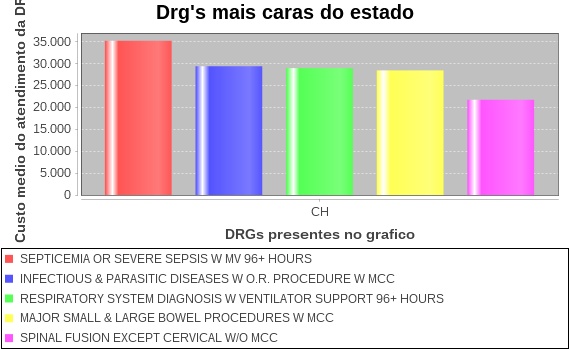 Drg's mais caras do estado
Custo medio do atendimento da DR
35.000
30.000
25.000
20.000
15.000
10.000
5.000
0
CH
DRGs presentes no grafico
SEPTICEMIA OR SEVERE SEPSIS W MV 96+ HOURS
INFECTIOUS & PARASITIC DISEASES W O.R. PROCEDURE W MCC
RESPIRATORY SYSTEM DIAGNOSIS W VENTILATOR SUPPORT 96+ HOURS
MAJOR SMALL & LARGE BOWEL PROCEDURES W MCC
SPINAL FUSION EXCEPT CERVICAL W/O MCC